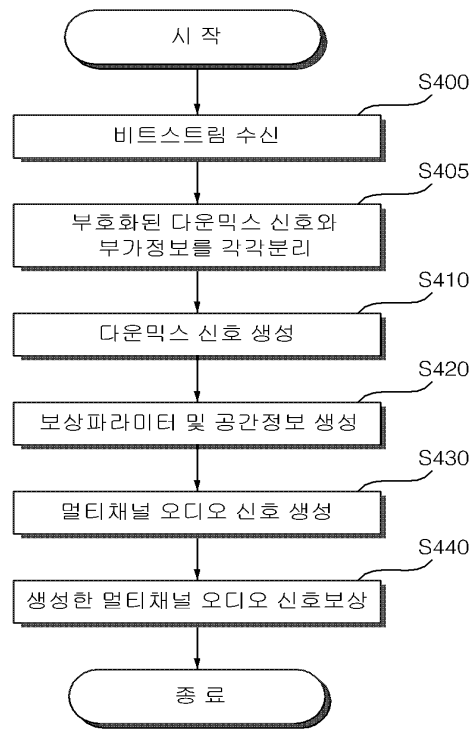 시 작
S400
비트스트림 수신
S405
부호화된 다운믹스 신호와
부가정보를 각각분리
S410
다운믹스 신호 생성
S420
보상파라미터 및 공간정보 생성
S430
멀티채널 오디오 신호 생성
S440
생성한 멀티채널 오디오 신호보상
종 료